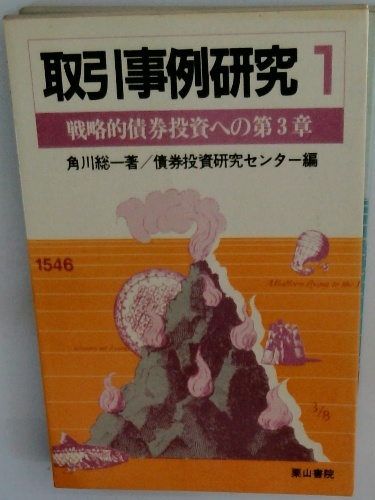 取引事例研究1
戦略的債券投資への第3章
角川総一著/債券投資研究センター編
1546
3/8
栗山書院